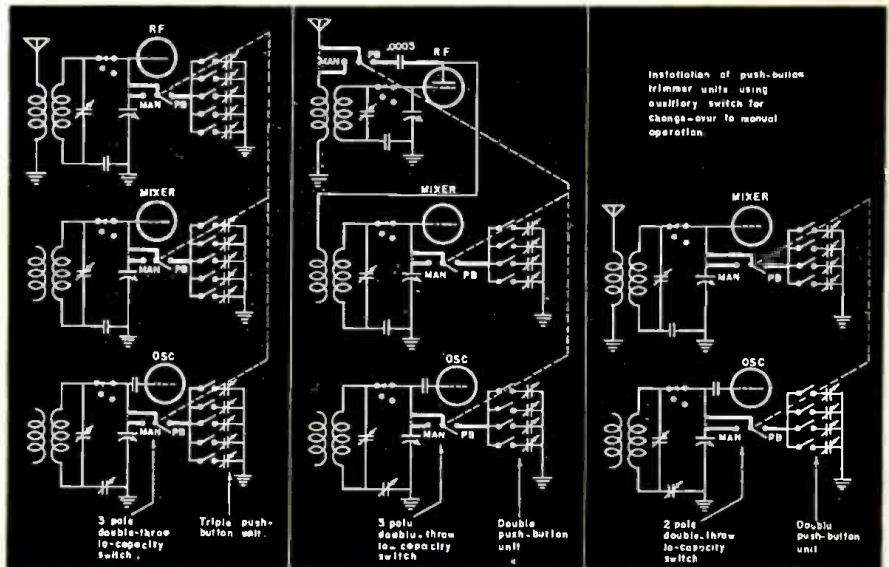 RF
MAN PB
MIXER
MAN PB
OSC
MAN PB
3 pole
double-throw
lo-capacity
switch.
Triple push-
button unit.
.0005
RF
MAN PB
MIXER
MAN PB
OSC
MAN PB
3 pole
double-throw
lo-capacity
switch
Double
push-button
unit
Installation of push-button
trimmer units using
auxiliary switch for
change-over to manual
operation
MIXER
MAN PB
OSC
MAN PB
2 pole
double-throw
lo-capacity
switch
Double
push-button
unit